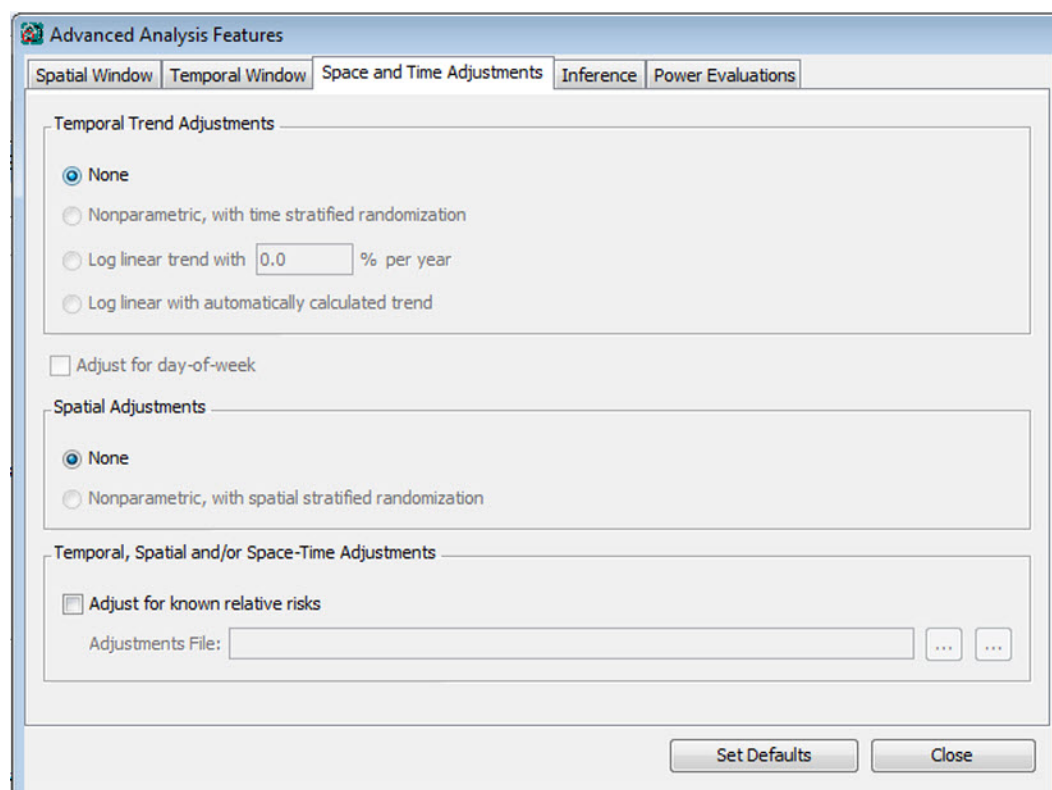 Advanced Analysis Features
Spatial Window Temporal Window Space and Time Adjustments Inference Power Evaluations
Temporal Trend Adjustments
None
Nonparametric, with time stratified randomization
Log linear trend with 0.0 % per year
Log linear with automatically calculated trend
Adjust for day-of-week
Spatial Adjustments
None
Nonparametric, with spatial stratified randomization
Temporal, Spatial and/or Space-Time Adjustments
Adjust for known relative risks
Adjustments File: ... ...
Set Defaults Close